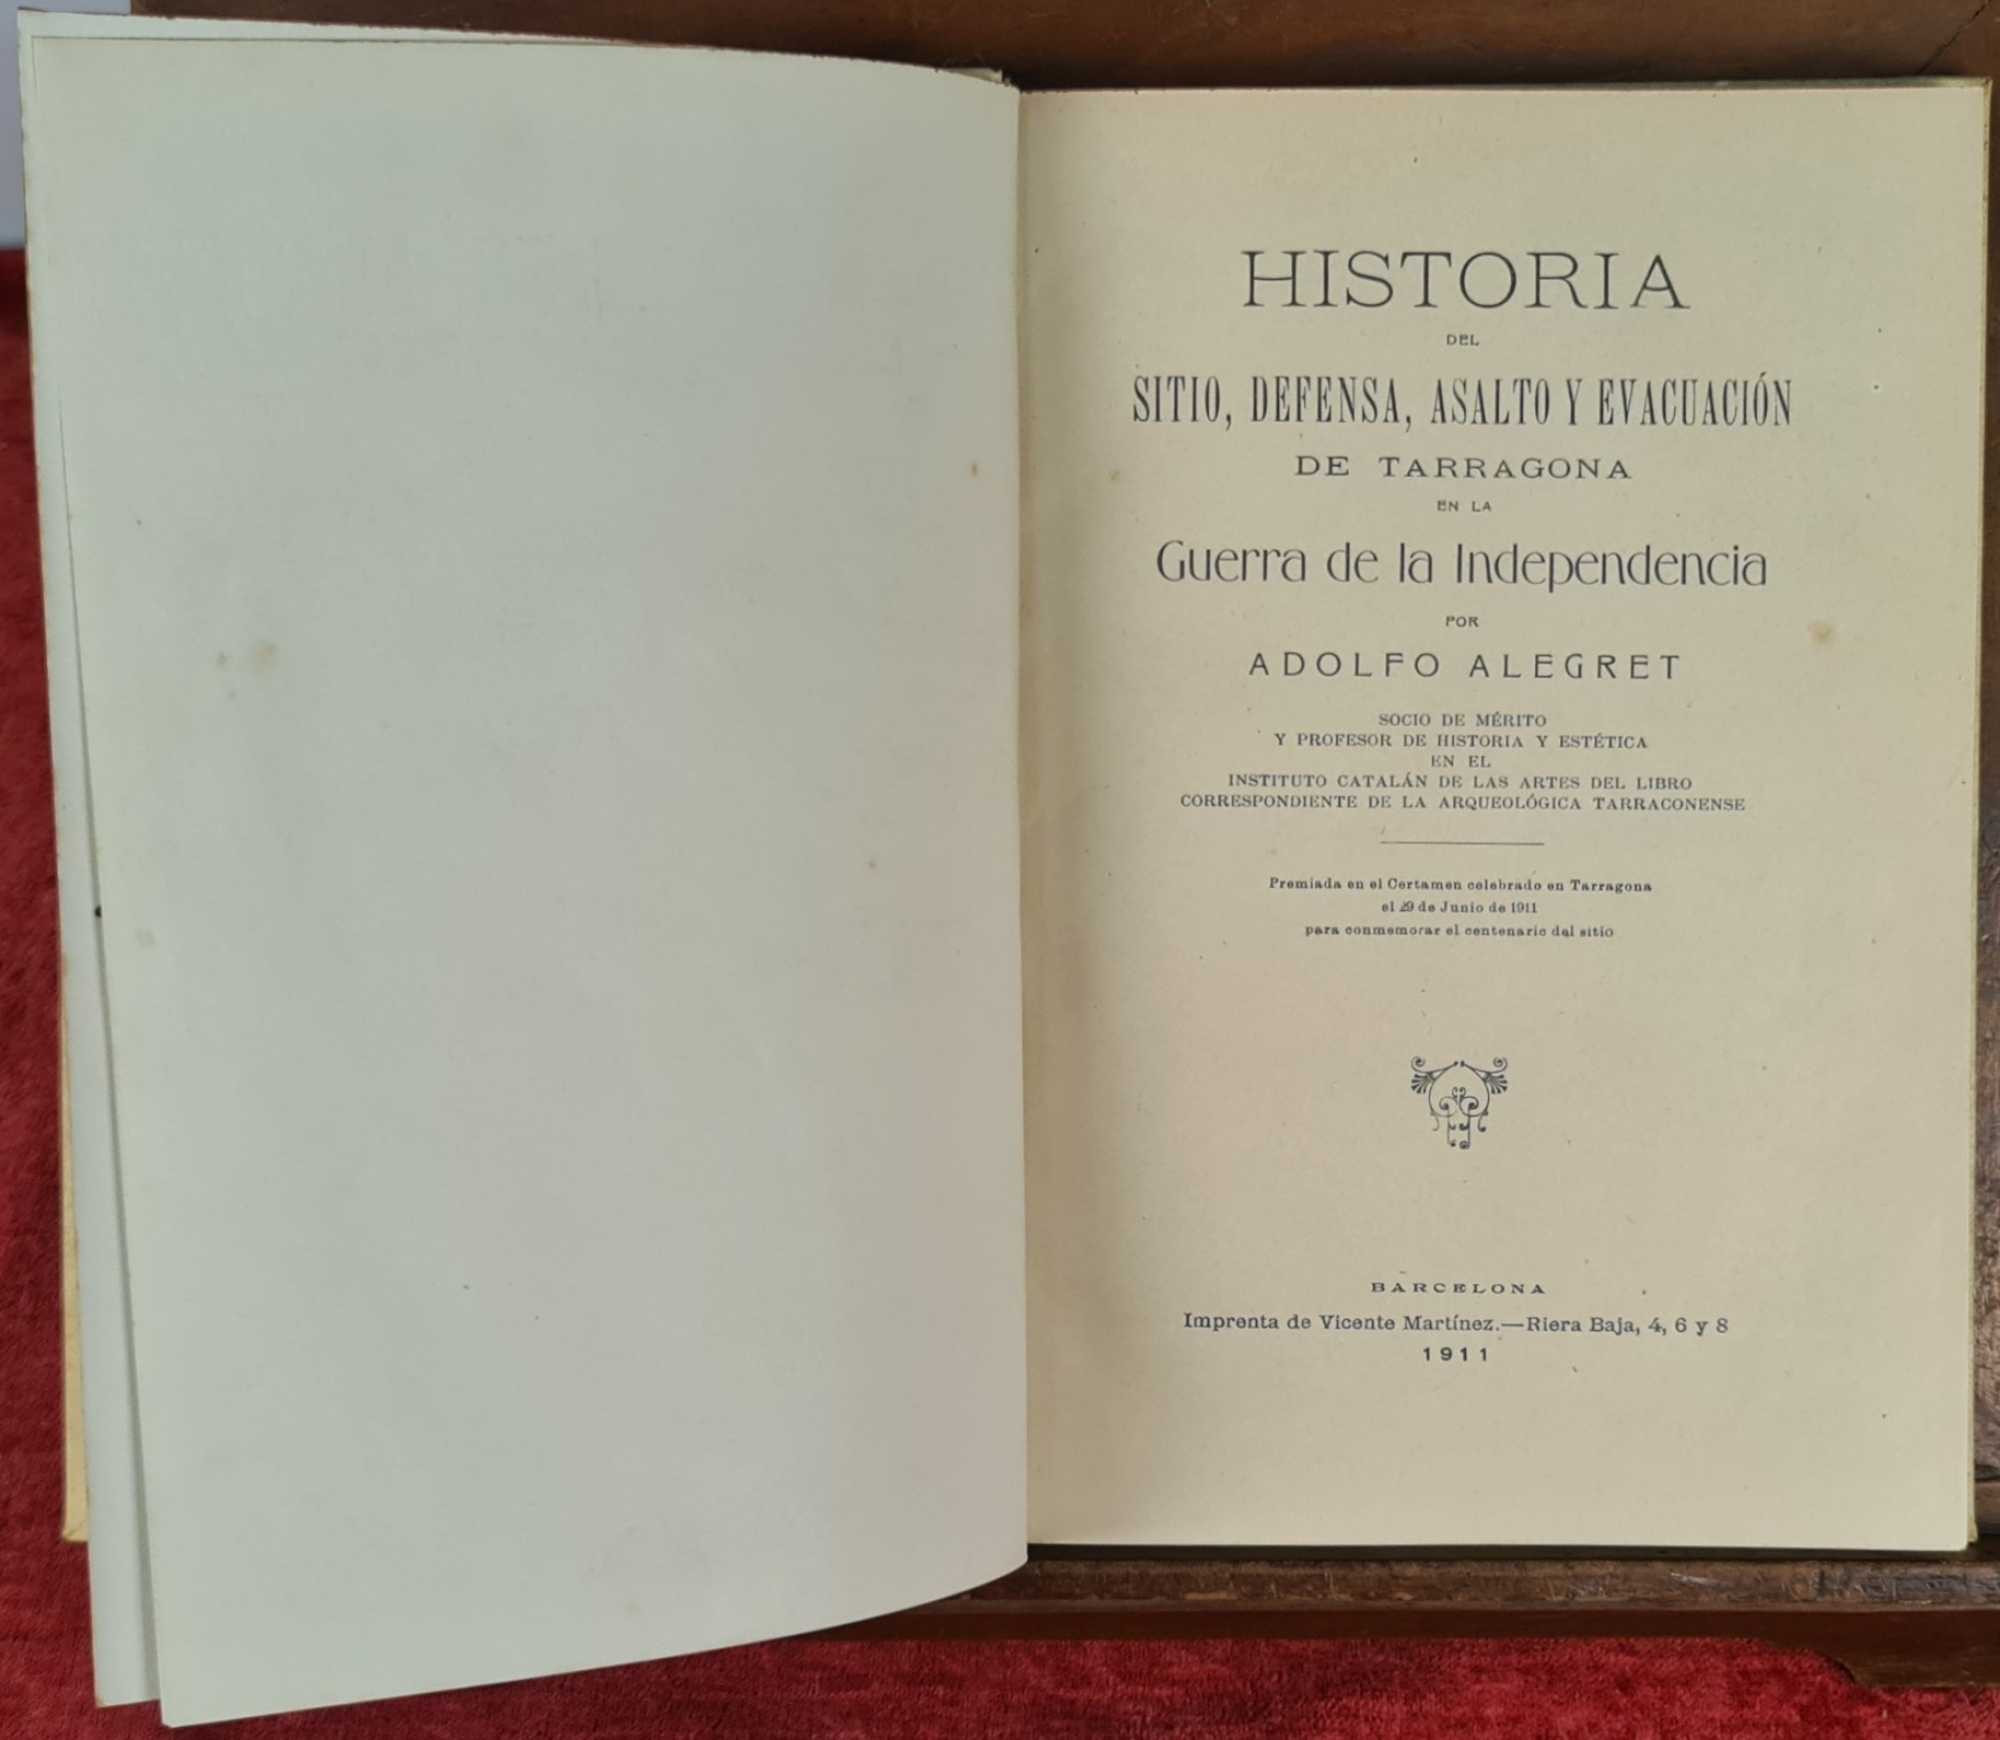 HISTORIA
DEL
SITIO, DEFENSA, ASALTO Y EVACUACIÓN
DE TARRAGONA
EN LA
Guerra de la Independencia
POR
ADOLFO ALEGRET
SOCIO DE MÉRITO
Y PROFESOR DE HISTORIA Y ESTÉTICA
EN EL
INSTITUTO CATALÁN DE LAS ARTES DEL LIBRO
CORRESPONDIENTE DE LA ARQUEOLÓGICA TARRACONENSE
Premiada en el Certamen celebrado en Tarragona
el 29 de Junio de 1911
para conmemorar el centenario del sitio
BARCELONA
Imprenta de Vicente Martínez.—Riera Baja, 4, 6 y 8
1911